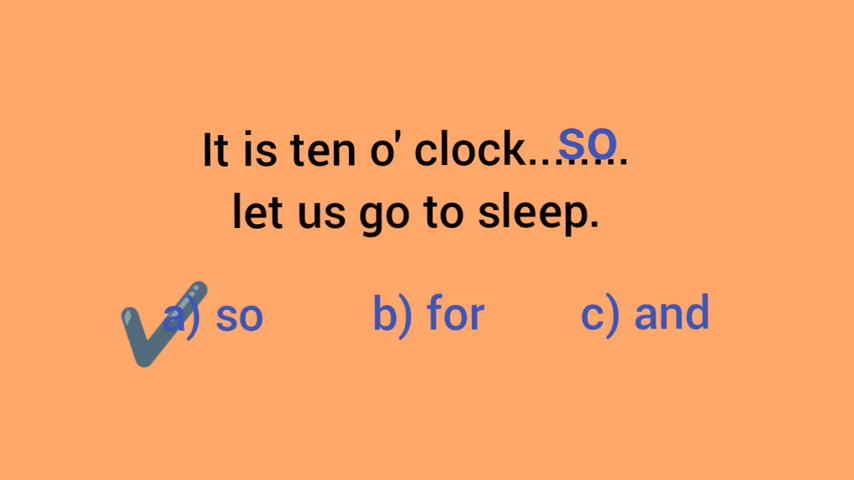 It is ten o' clock........so
let us go to sleep.
a) so b) for c) and